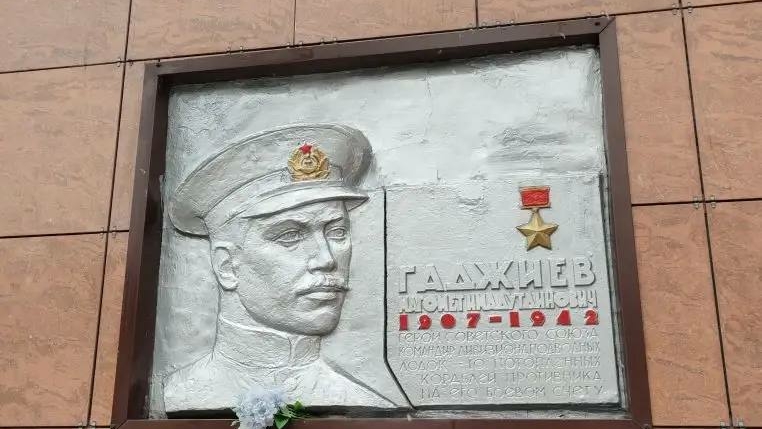 ГАДЖИЕВ
МАГОМЕТ ИМАДУТДИНОВИЧ
1907-1942
ГЕРОЙ СОВЕТСКОГО СОЮЗА
КОМАНДИР ДИВИЗИОНА ПОДВОДНЫХ
ЛОДОК
КОРАБЛЕЙ ПРОТИВНИКА
НА ЕГО БОЕВОМ СЧЕТУ